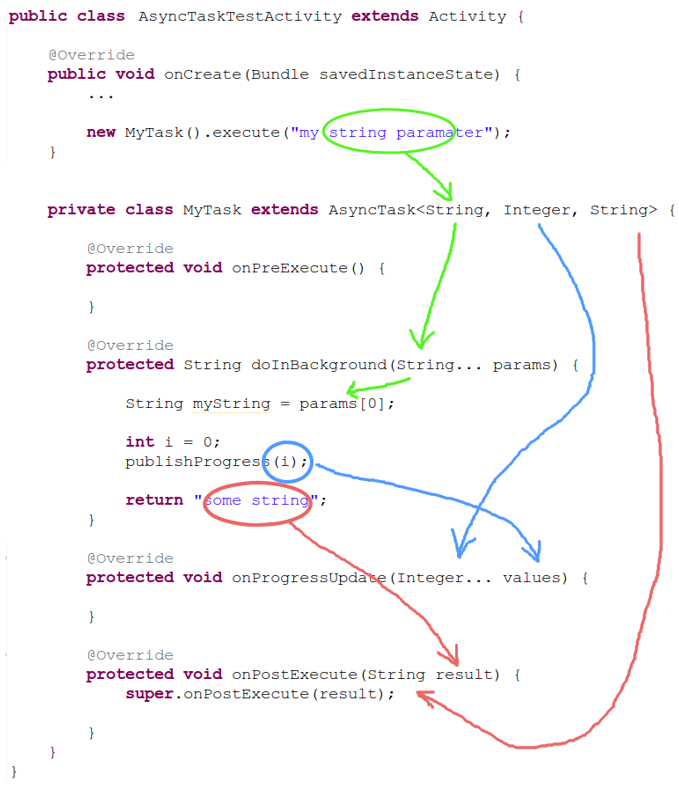 public class AsyncTaskTestActivity extends Activity {
@Override
public void onCreate(Bundle savedInstanceState) {
...
new MyTask().execute("my string paramater");
}
private class MyTask extends AsyncTask<String, Integer, String> {
@Override
protected void onPreExecute() {
}
@Override
protected String doInBackground(String... params) {
String myString = params[0];
int i = 0;
publishProgress(i);
return "some string";
}
@Override
protected void onProgressUpdate(Integer... values) {
}
@Override
protected void onPostExecute(String result) {
super.onPostExecute(result);
}
}
}